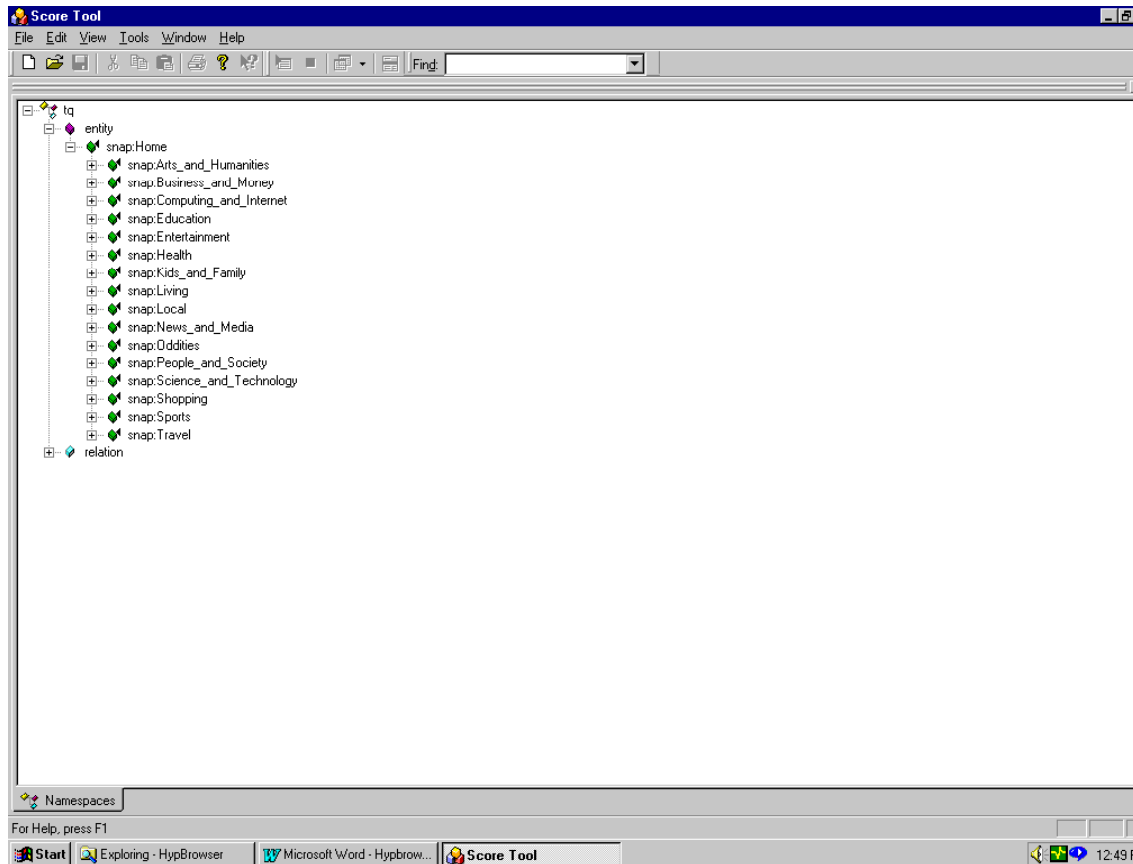 Score Tool
File Edit View Tools Window Help
Find:
tq
entity
snap:Home
snap:Arts_and_Humanities
snap:Business_and_Money
snap:Computing_and_Internet
snap:Education
snap:Entertainment
snap:Health
snap:Kids_and_Family
snap:Living
snap:Local
snap:News_and_Media
snap:Oddities
snap:People_and_Society
snap:Science_and_Technology
snap:Shopping
snap:Sports
snap:Travel
relation
Namespaces
For Help, press F1
Start Exploring - HypBrowser Microsoft Word - Hypbrow... Score Tool 12:49